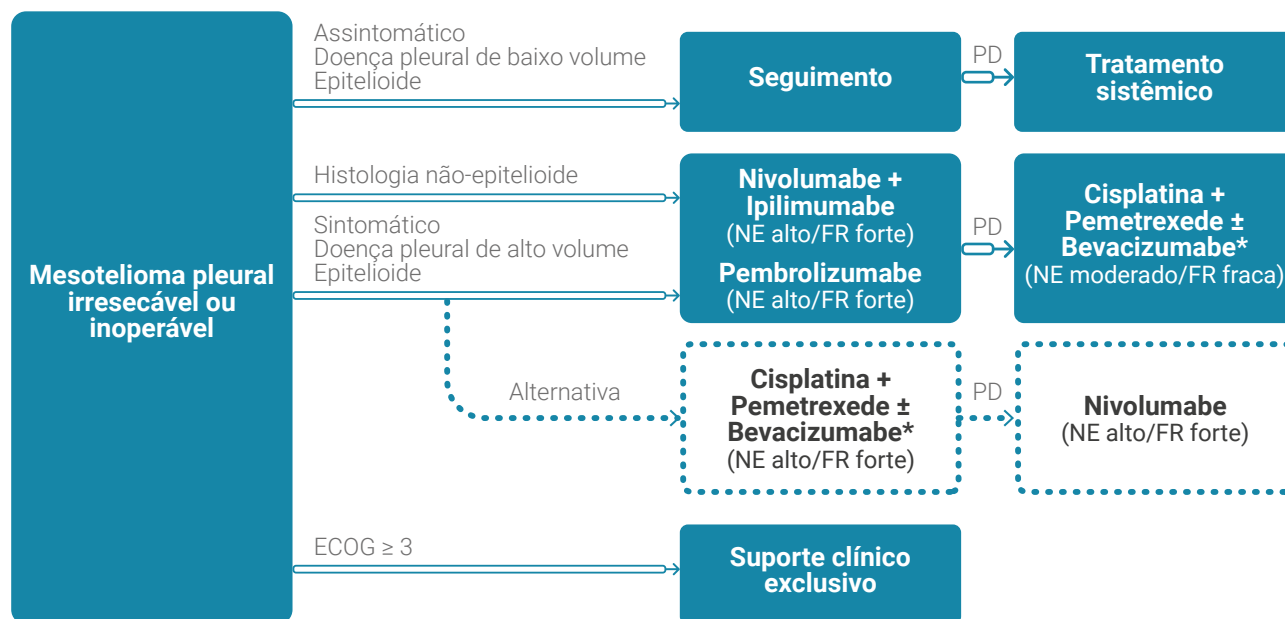 Mesotelioma pleural
irresecável ou
inoperável
Assintomático
Doença pleural de baixo volume
Epitelioide
Seguimento
PD
Tratamento
sistêmico
Histologia não-epitelioide
Sintomático
Doença pleural de alto volume
Epitelioide
Nivolumabe +
Ipilimumabe
(NE alto/FR forte)
Pembrolizumabe
(NE alto/FR forte)
PD
Cisplatina +
Pemetrexede ±
Bevacizumabe*
(NE moderado/FR fraca)
Alternativa
Cisplatina +
Pemetrexede ±
Bevacizumabe*
(NE alto/FR forte)
PD
Nivolumabe
(NE alto/FR forte)
ECOG ≥ 3
Suporte clínico
exclusivo